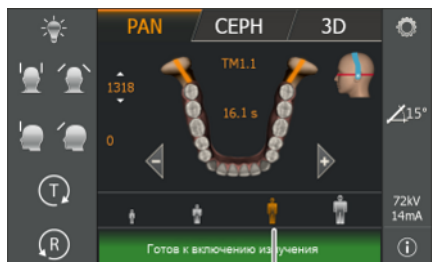 PAN
CEPH
3D
TM1.1
1318
16.1 s
0
15°
T
72kV
14mA
R
Готов к включению излучения
i